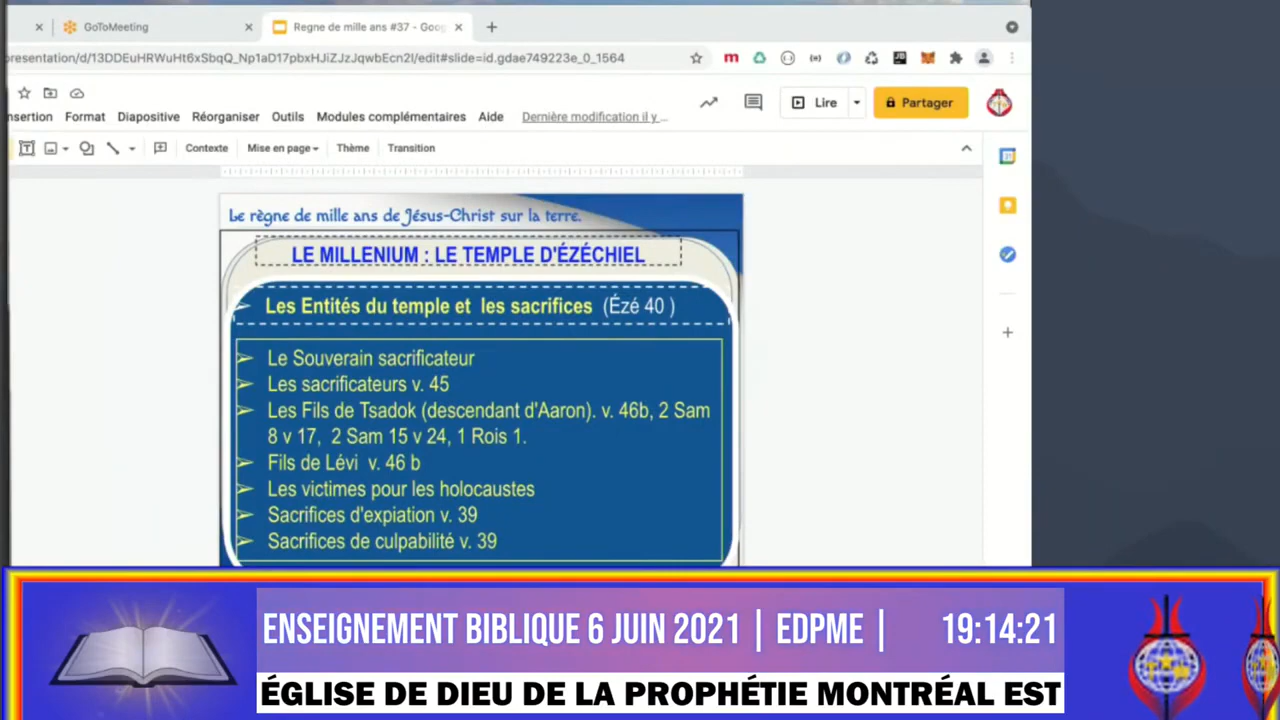 GoToMeeting
Regne de mille ans #37 - Goog
presentation/d/13DDEuHRWuHt6xSbqQ_Np1aD17pbxHJiZJzJqwbEcn2I/edit#slide=id.gdae749223e_0_1564
nsertion Format Diapositive Réorganiser Outils Modules complémentaires Aide Dernière modification il y ...
Lire
Partager
Contexte Mise en page Thème Transition
Le règne de mille ans de Jésus-Christ sur la terre.
LE MILLENIUM : LE TEMPLE D'ÉZÉCHIEL
Les Entités du temple et les sacrifices (Ézé 40 )
Le Souverain sacrificateur
Les sacrificateurs v. 45
Les Fils de Tsadok (descendant d'Aaron). v. 46b, 2 Sam
8 v 17, 2 Sam 15 v 24, 1 Rois 1.
Fils de Lévi v. 46 b
Les victimes pour les holocaustes
Sacrifices d'expiation v. 39
Sacrifices de culpabilité v. 39
ENSEIGNEMENT BIBLIQUE 6 JUIN 2021 | EDPME | 19:14:21
ÉGLISE DE DIEU DE LA PROPHÉTIE MONTRÉAL EST